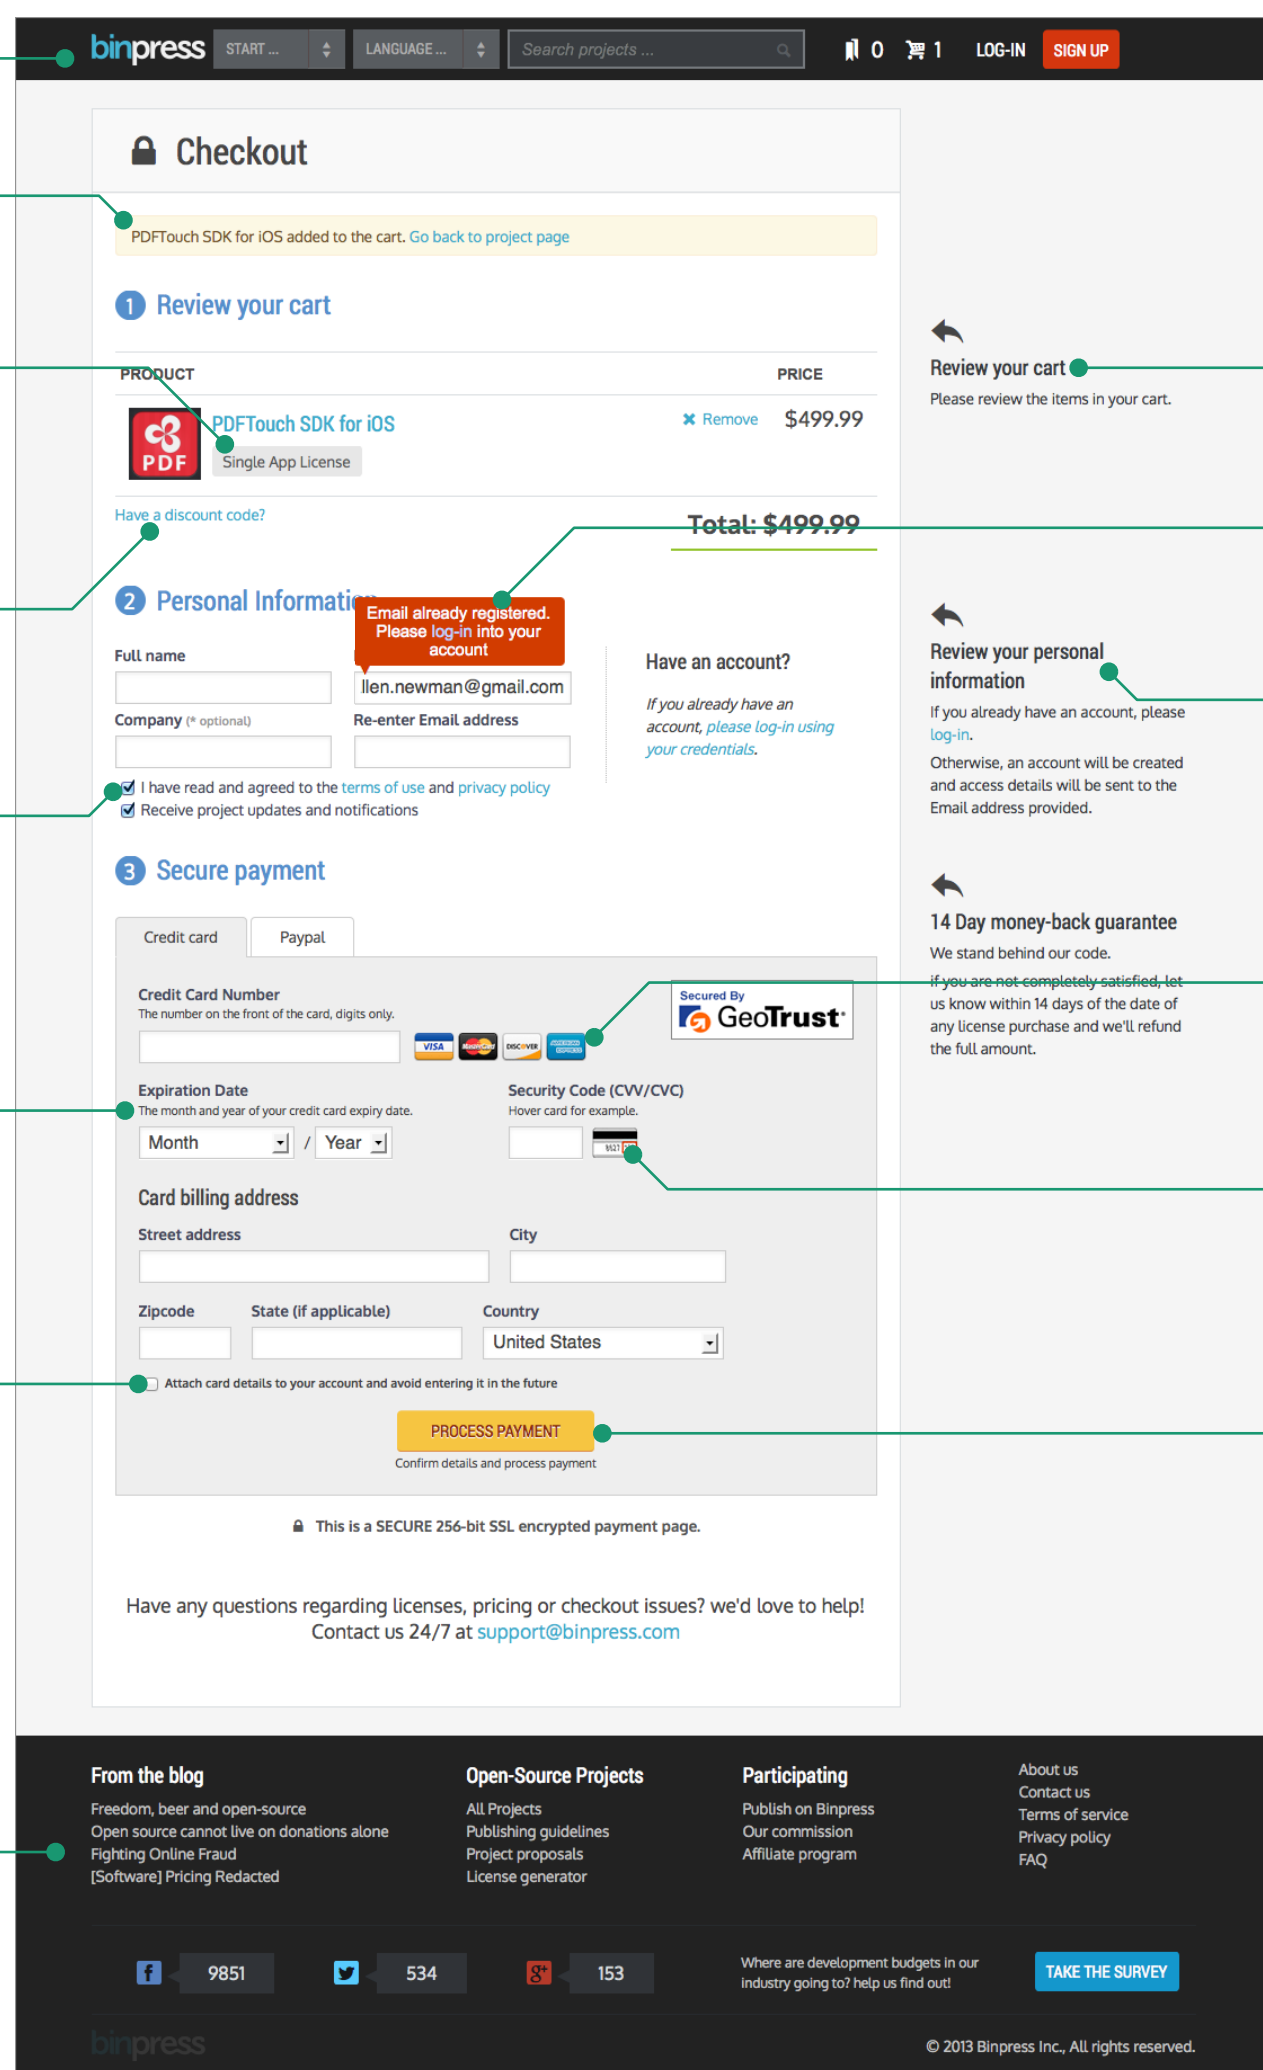 binpress START ... LANGUAGE ... Search projects ... 0 1 LOG-IN SIGN UP
Checkout
PDFTouch SDK for iOS added to the cart. Go back to project page
1 Review your cart
PRODUCT PRICE
PDFTouch SDK for iOS Remove $499.99
PDF
Single App License
Have a discount code?
Total: $499.99
Review your cart
Please review the items in your cart.
2 Personal Information
Email already registered.
Please log-in into your
account
Full name
llen.newman@gmail.com
Company (* optional) Re-enter Email address
Have an account?
If you already have an
account, please log-in using
your credentials.
I have read and agreed to the terms of use and privacy policy
Receive project updates and notifications
Review your personal
information
If you already have an account, please
log-in.
Otherwise, an account will be created
and access details will be sent to the
Email address provided.
3 Secure payment
Credit card Paypal
Credit Card Number
The number on the front of the card, digits only.
VISA MasterCard DISCOVER AMERICAN EXPRESS
Secured By
GeoTrust
Expiration Date
The month and year of your credit card expiry date.
Month / Year
Security Code (CVV/CVC)
Hover card for example.
Card billing address
Street address City
Zipcode State (if applicable) Country
United States
Attach card details to your account and avoid entering it in the future
PROCESS PAYMENT
Confirm details and process payment
14 Day money-back guarantee
We stand behind our code.
if you are not completely satisfied, let
us know within 14 days of the date of
any license purchase and we'll refund
the full amount.
This is a SECURE 256-bit SSL encrypted payment page.
Have any questions regarding licenses, pricing or checkout issues? we'd love to help!
Contact us 24/7 at support@binpress.com
From the blog
Freedom, beer and open-source
Open source cannot live on donations alone
Fighting Online Fraud
[Software] Pricing Redacted
Open-Source Projects
All Projects
Publishing guidelines
Project proposals
License generator
Participating
Publish on Binpress
Our commission
Affiliate program
About us
Contact us
Terms of service
Privacy policy
FAQ
f 9851 534 g+ 153
Where are development budgets in our
industry going to? help us find out!
TAKE THE SURVEY
binpress
© 2013 Binpress Inc., All rights reserved.